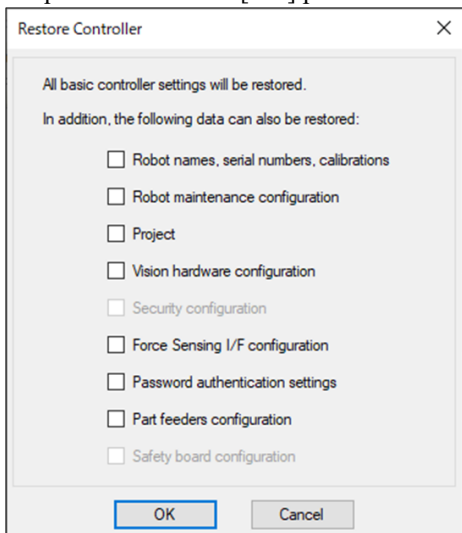 Restore Controller
All basic controller settings will be restored.
In addition, the following data can also be restored:
Robot names, serial numbers, calibrations
Robot maintenance configuration
Project
Vision hardware configuration
Security configuration
Force Sensing I/F configuration
Password authentication settings
Part feeders configuration
Safety board configuration
OK Cancel